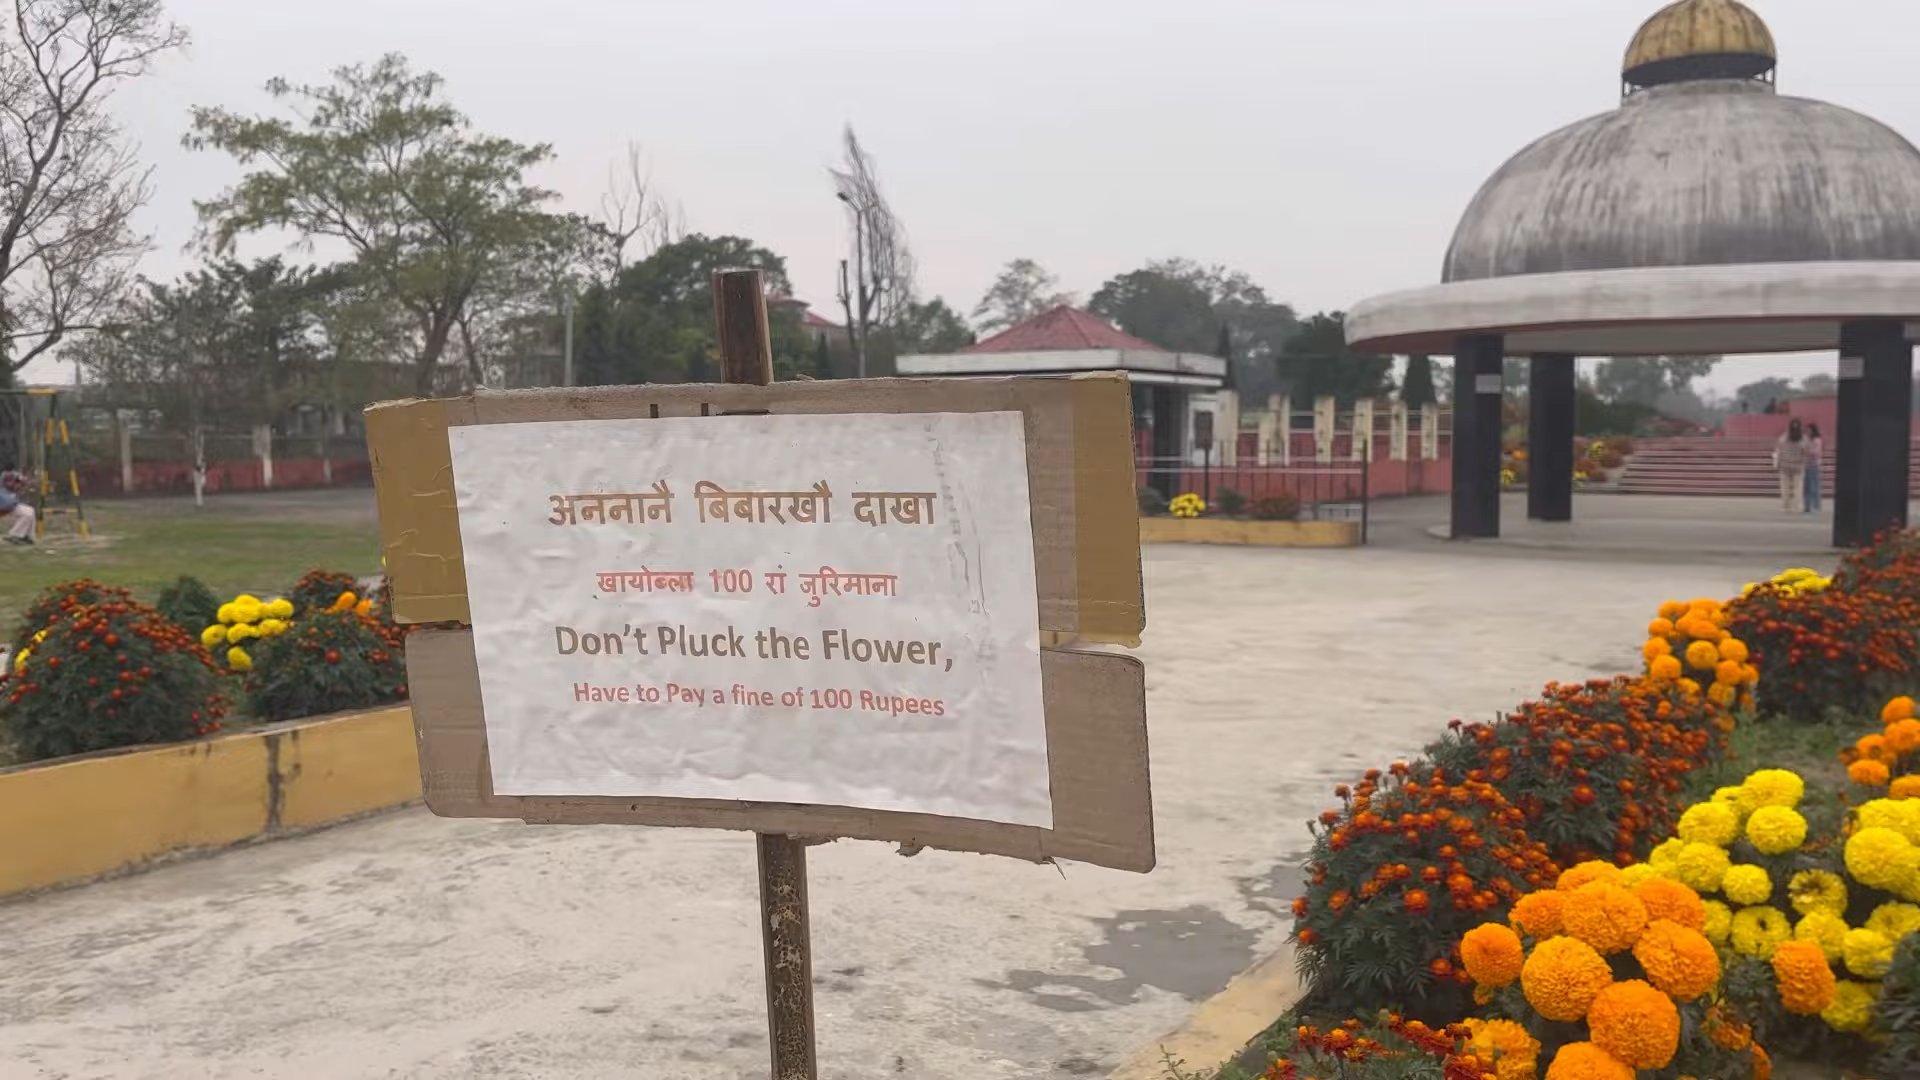 अननानै बिबारखौ दाखा
खायोब्ला 100 रां जुरिमाना
Don't Pluck the Flower,
Have to Pay a fine of 100 Rupees